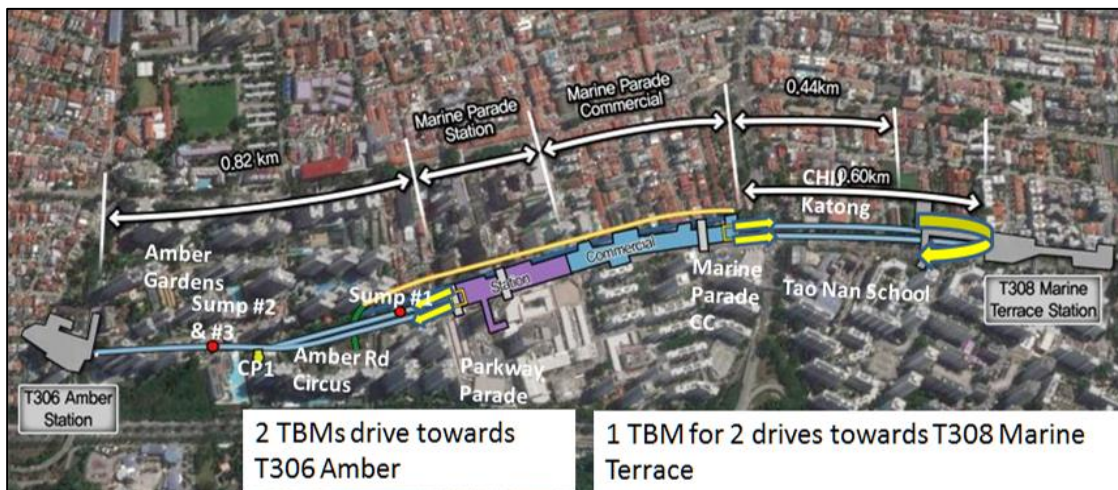 0.82 km
Marine Parade
Station
Marine Parade
Commercial
0.44km
0.60km
CHIJ
Katong
Amber
Gardens
Sump #2
& #3
Sump #1
Station
Commercial
Marine
Parade
CC
Tao Nan School
T308 Marine
Terrace Station
CP1
Amber Rd
Circus
Parkway
Parade
T306 Amber
Station
2 TBMs drive towards
T306 Amber
1 TBM for 2 drives towards T308 Marine
Terrace